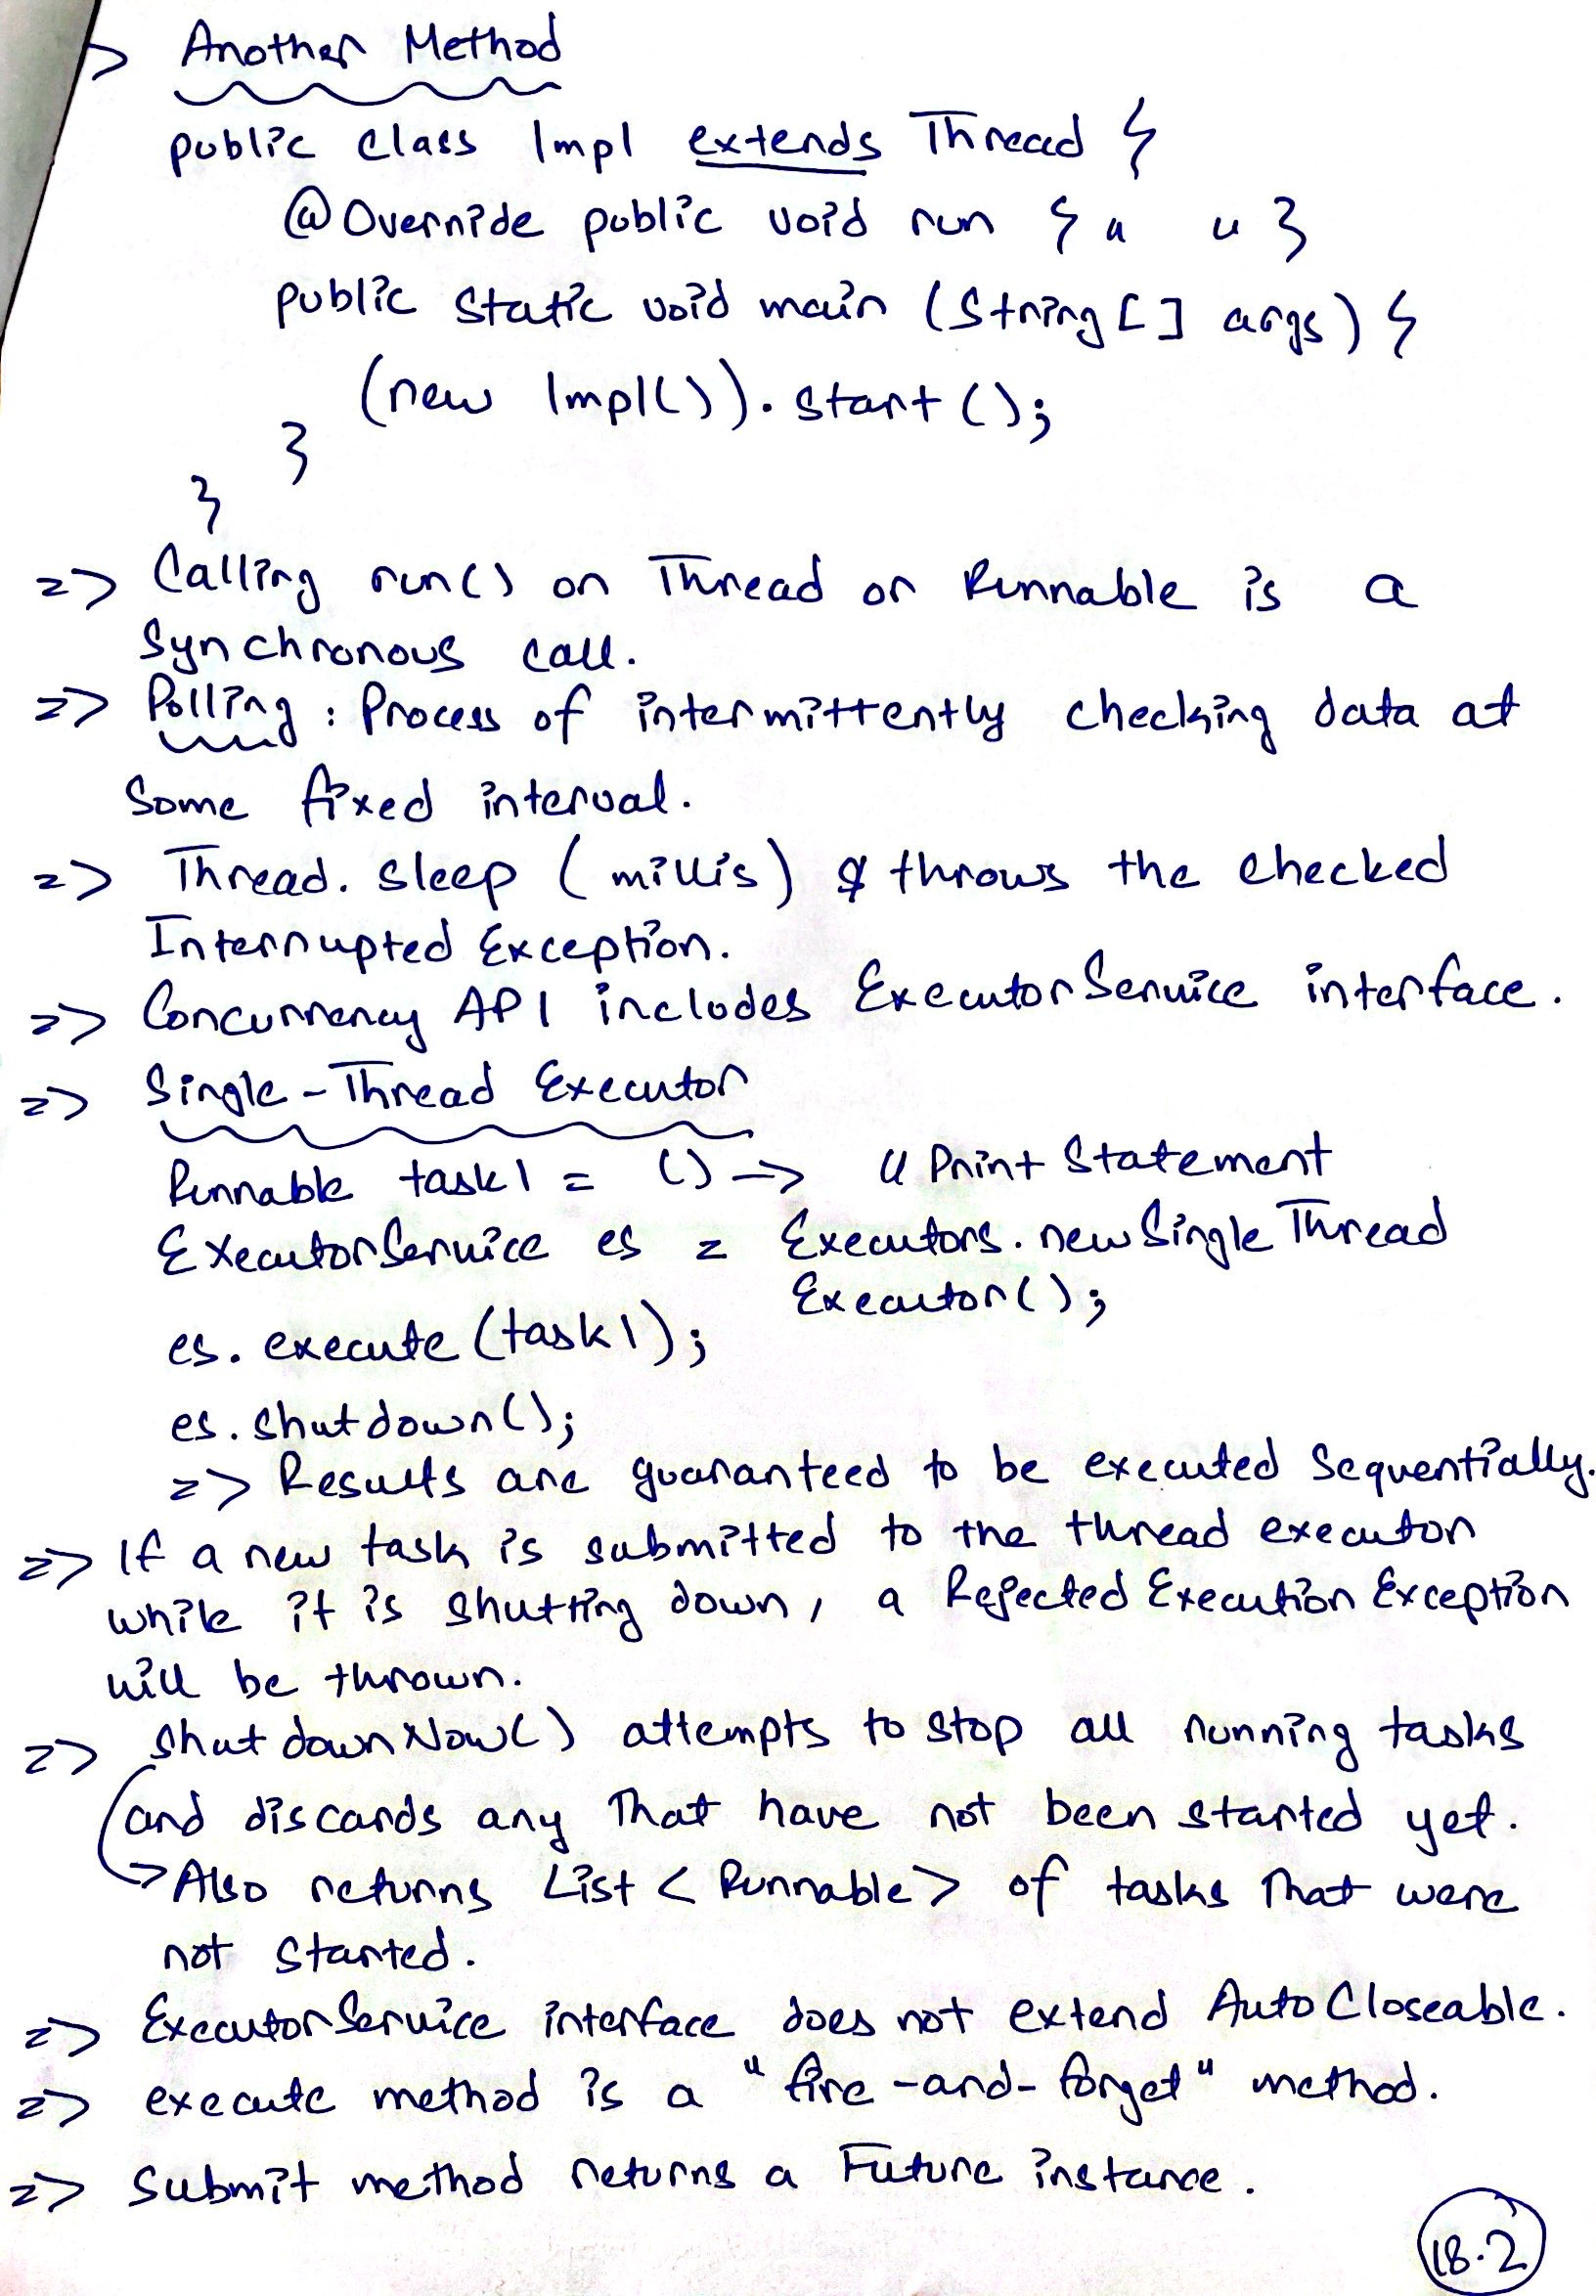 => Another Method
public class Impl extends Thread {
@Override public void run { " " }
public static void main (String[] args) {
(new Impl()).start();
}
}
=> Calling run() on Thread or Runnable is a
synchronous call.
=> Polling : Process of intermittently checking data at
some fixed interval.
=> Thread.sleep (millis) throws the checked
Interrupted Exception.
=> Concurrency API includes ExecutorService interface.
=> Single-Thread Executor
Runnable task1 = () -> " Print Statement
ExecutorService es = Executors.newSingleThread
Executor();
es.execute(task1);
es.shutdown();
=> Results are guaranteed to be executed sequentially.
=> If a new task is submitted to the thread executor
while it is shutting down, a RejectedExecutionException
will be thrown.
=> shutdownNow() attempts to stop all running tasks
and discards any that have not been started yet.
-> Also returns List<Runnable> of tasks that were
not started.
=> ExecutorService interface does not extend AutoCloseable.
=> execute method is a "fire-and-forget" method.
=> Submit method returns a Future instance.
18.2